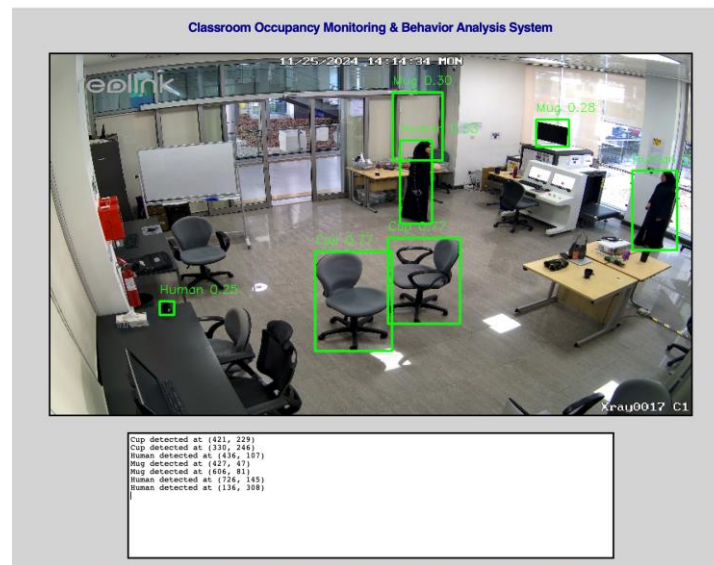 Classroom Occupancy Monitoring & Behavior Analysis System
11/25/2024 14:14:34 MON
reolink
Mug 0.30
Mug 0.28
Human
Cup 0.77
Human 0.25
Xray0017 C1
Cup detected at (421, 229)
Cup detected at (330, 246)
Human detected at (436, 107)
Mug detected at (427, 47)
Mug detected at (606, 81)
Human detected at (726, 145)
Human detected at (136, 308)